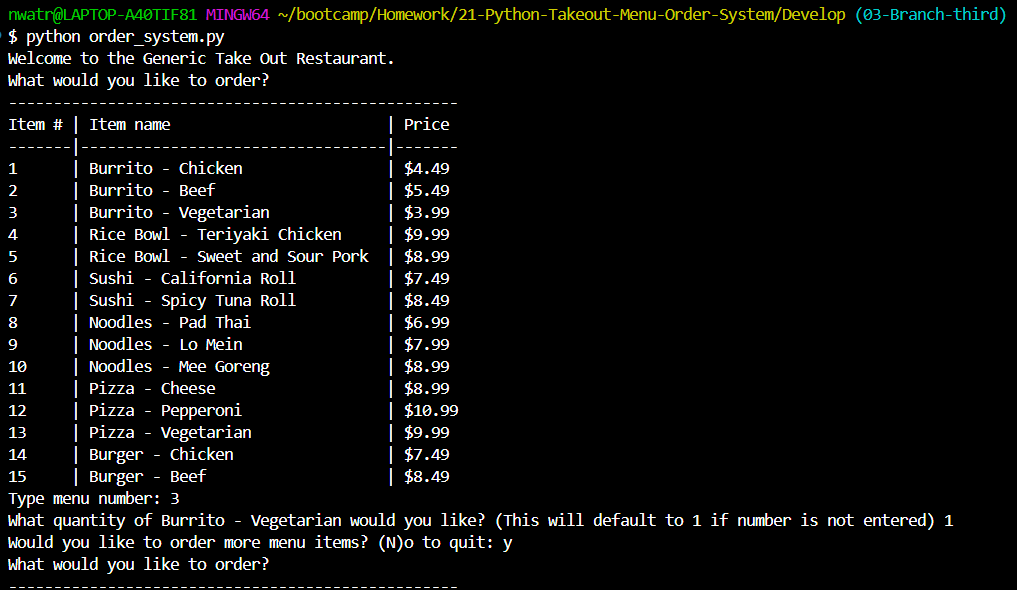 nwatr@LAPTOP-A40TIF81 MINGW64 ~/bootcamp/Homework/21-Python-Takeout-Menu-Order-System/Develop (03-Branch-third)
$ python order_system.py
Welcome to the Generic Take Out Restaurant.
What would you like to order?
--------------------------------------------------
Item # | Item name                        | Price
-------|----------------------------------|-------
1      | Burrito - Chicken                | $4.49
2      | Burrito - Beef                   | $5.49
3      | Burrito - Vegetarian             | $3.99
4      | Rice Bowl - Teriyaki Chicken     | $9.99
5      | Rice Bowl - Sweet and Sour Pork  | $8.99
6      | Sushi - California Roll          | $7.49
7      | Sushi - Spicy Tuna Roll          | $8.49
8      | Noodles - Pad Thai               | $6.99
9      | Noodles - Lo Mein                | $7.99
10     | Noodles - Mee Goreng             | $8.99
11     | Pizza - Cheese                   | $8.99
12     | Pizza - Pepperoni                | $10.99
13     | Pizza - Vegetarian               | $9.99
14     | Burger - Chicken                 | $7.49
15     | Burger - Beef                    | $8.49
Type menu number: 3
What quantity of Burrito - Vegetarian would you like? (This will default to 1 if number is not entered) 1
Would you like to order more menu items? (N)o to quit: y
What would you like to order?
--------------------------------------------------